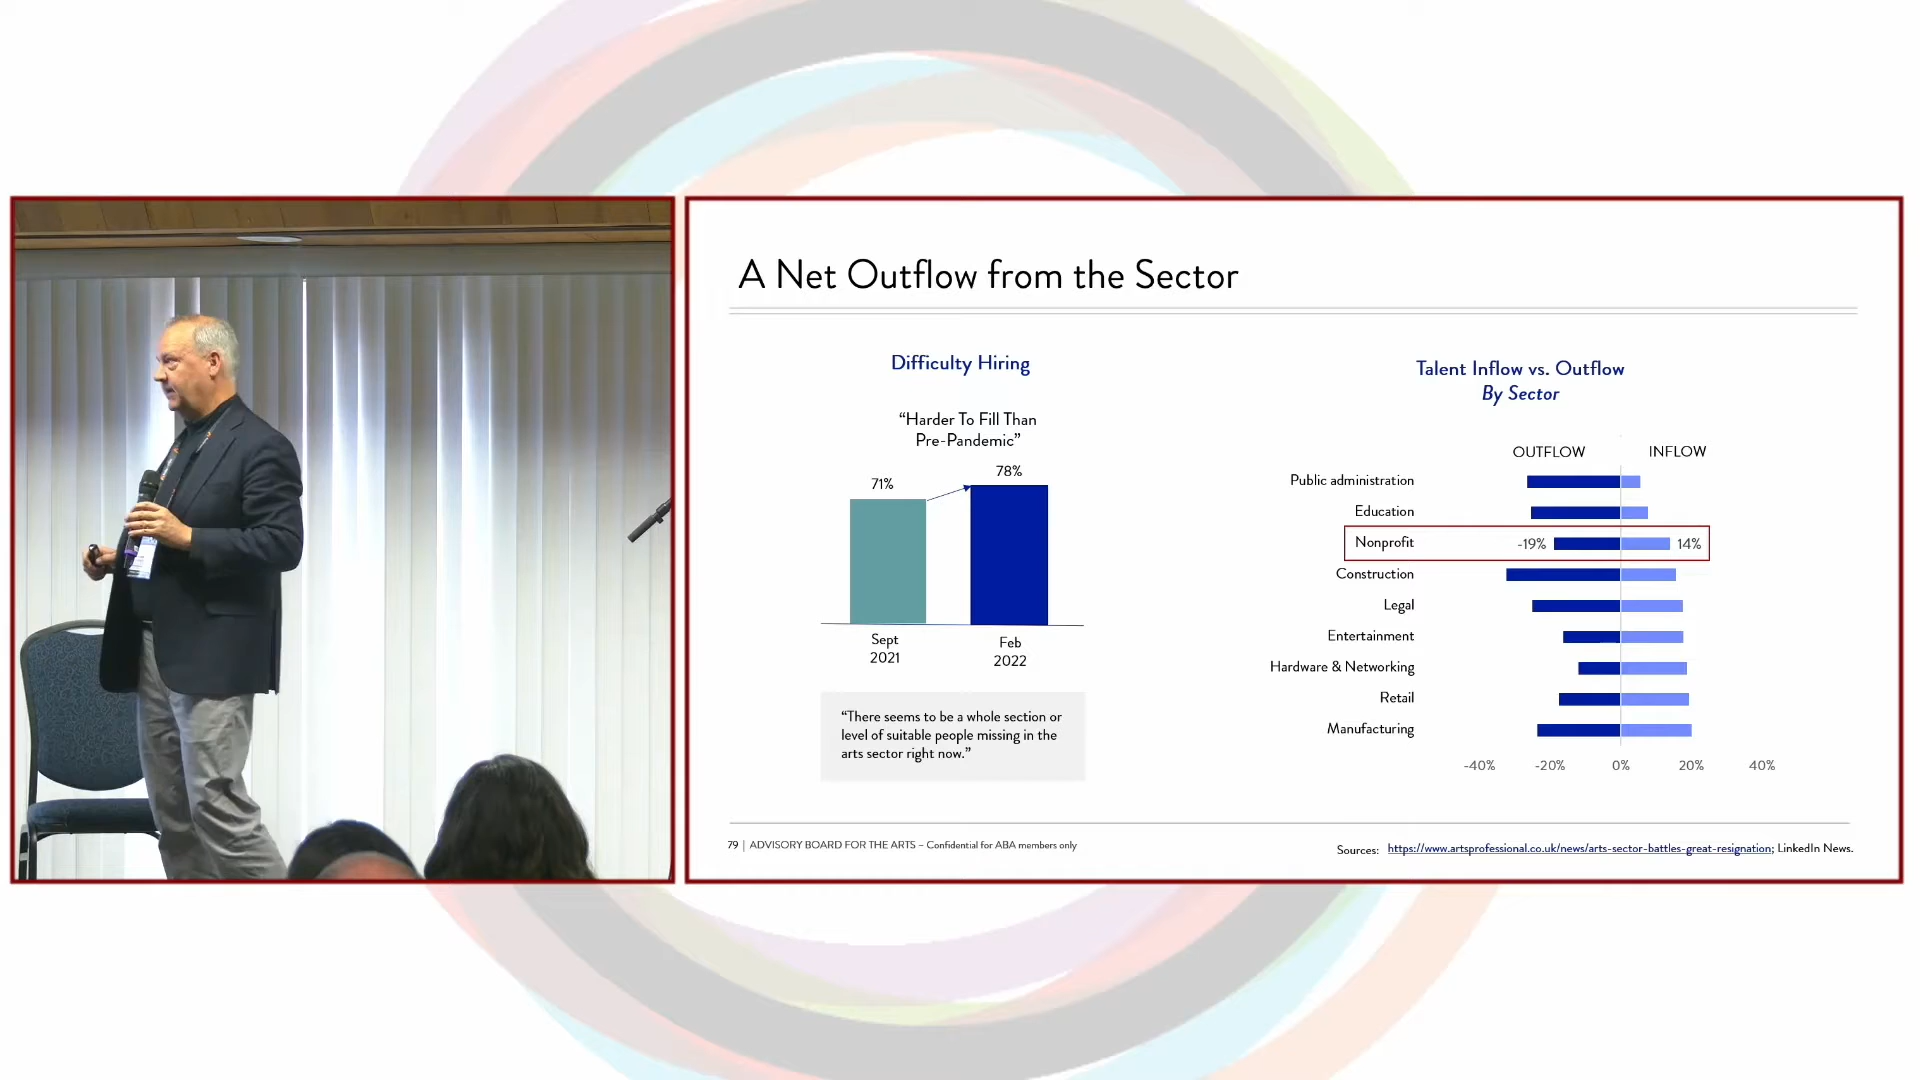 A Net Outflow from the Sector
Difficulty Hiring
“Harder To Fill Than
Pre-Pandemic”
71%
78%
Sept
2021
Feb
2022
“There seems to be a whole section or
level of suitable people missing in the
arts sector right now.”
Talent Inflow vs. Outflow
By Sector
OUTFLOW INFLOW
Public administration
Education
Nonprofit -19% 14%
Construction
Legal
Entertainment
Hardware & Networking
Retail
Manufacturing
-40% -20% 0% 20% 40%
79 | ADVISORY BOARD FOR THE ARTS – Confidential for ABA members only
Sources: https://www.artsprofessional.co.uk/news/arts-sector-battles-great-resignation; LinkedIn News.